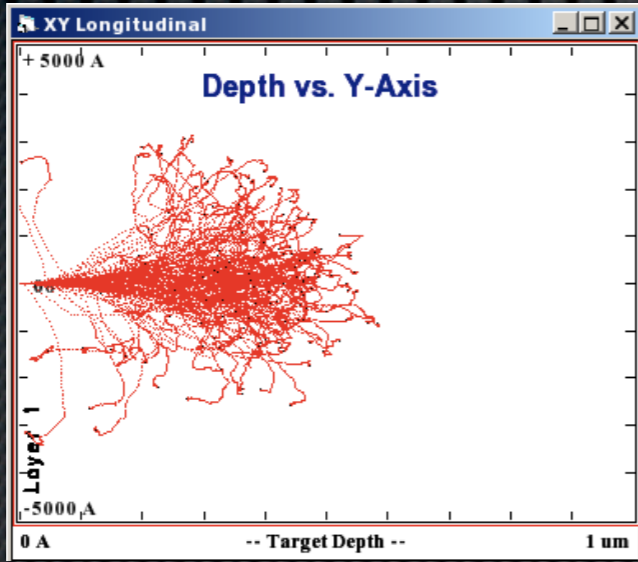 XY Longitudinal
+ 5000 A
Depth vs. Y-Axis
Layer 1
-5000 A
0 A
-- Target Depth --
1 um